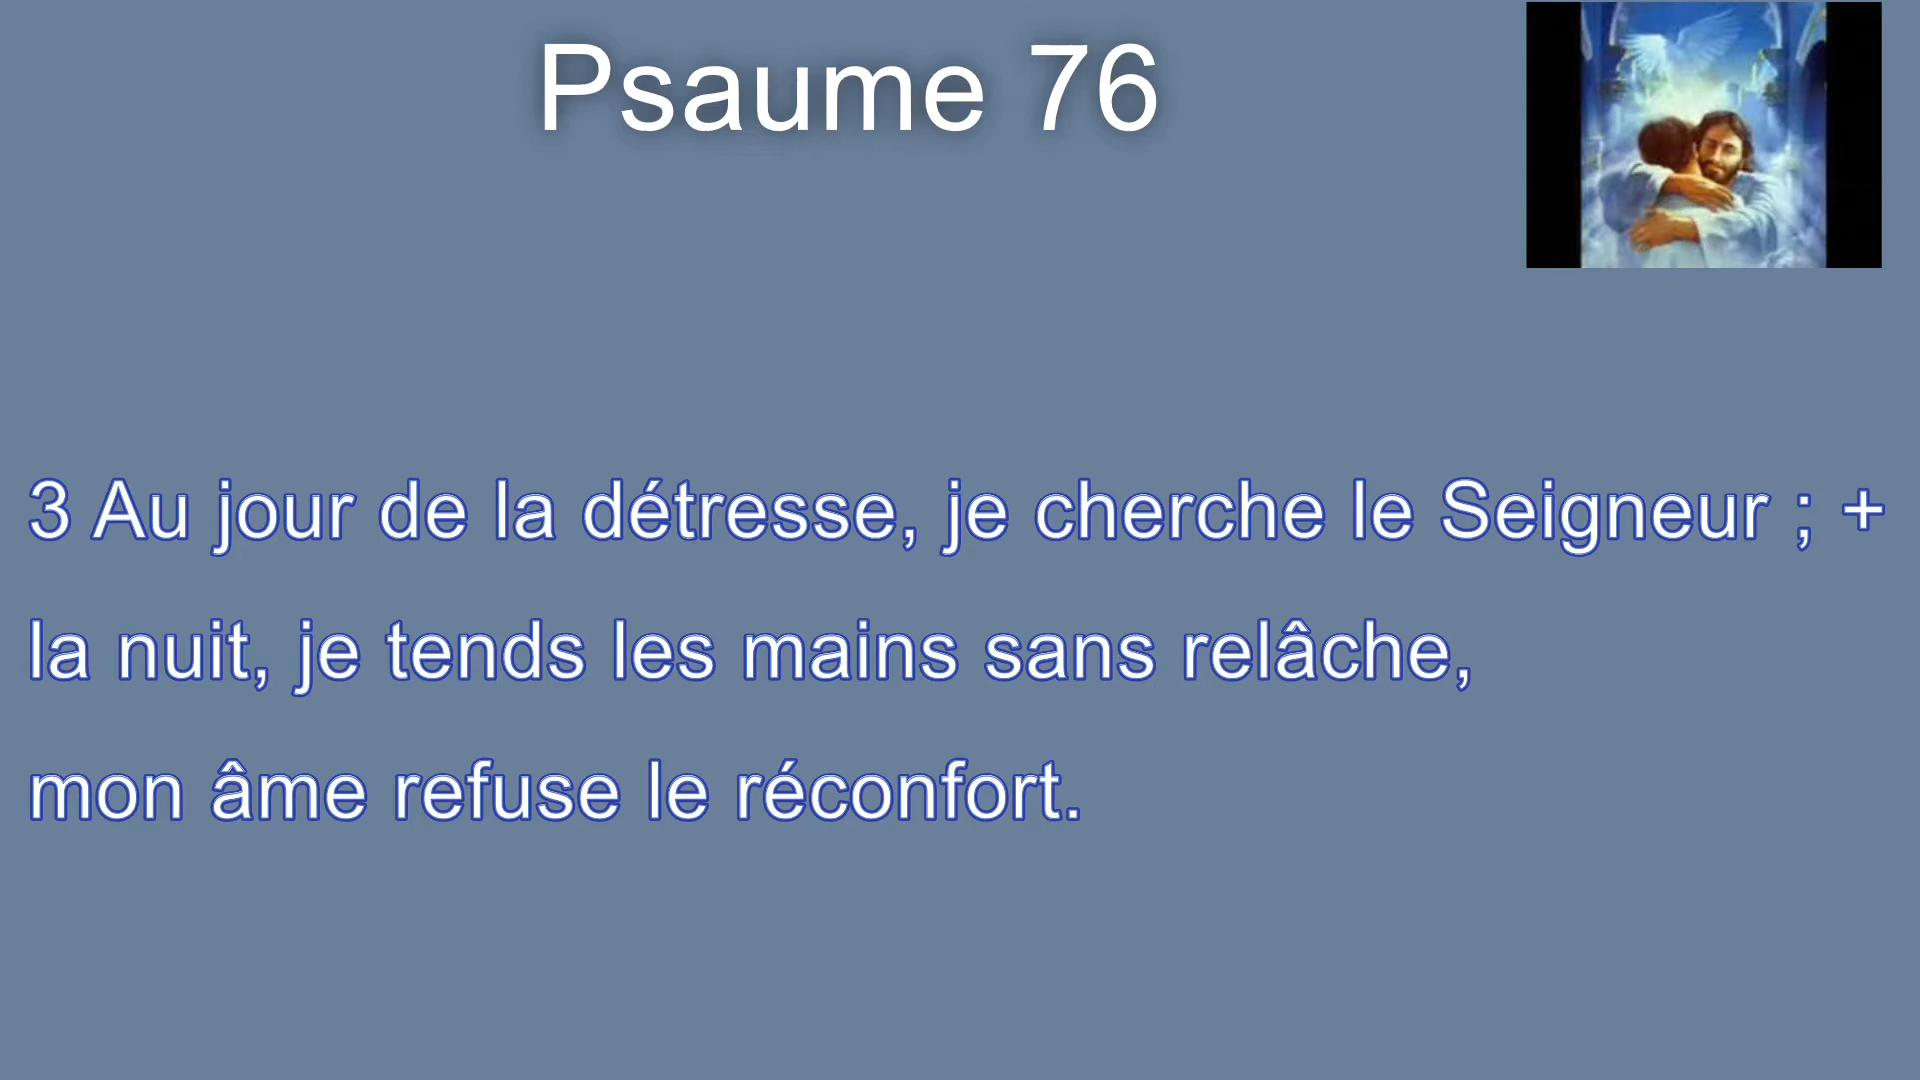 Psaume 76
3 Au jour de la détresse, je cherche le Seigneur ; +
la nuit, je tends les mains sans relâche,
mon âme refuse le réconfort.